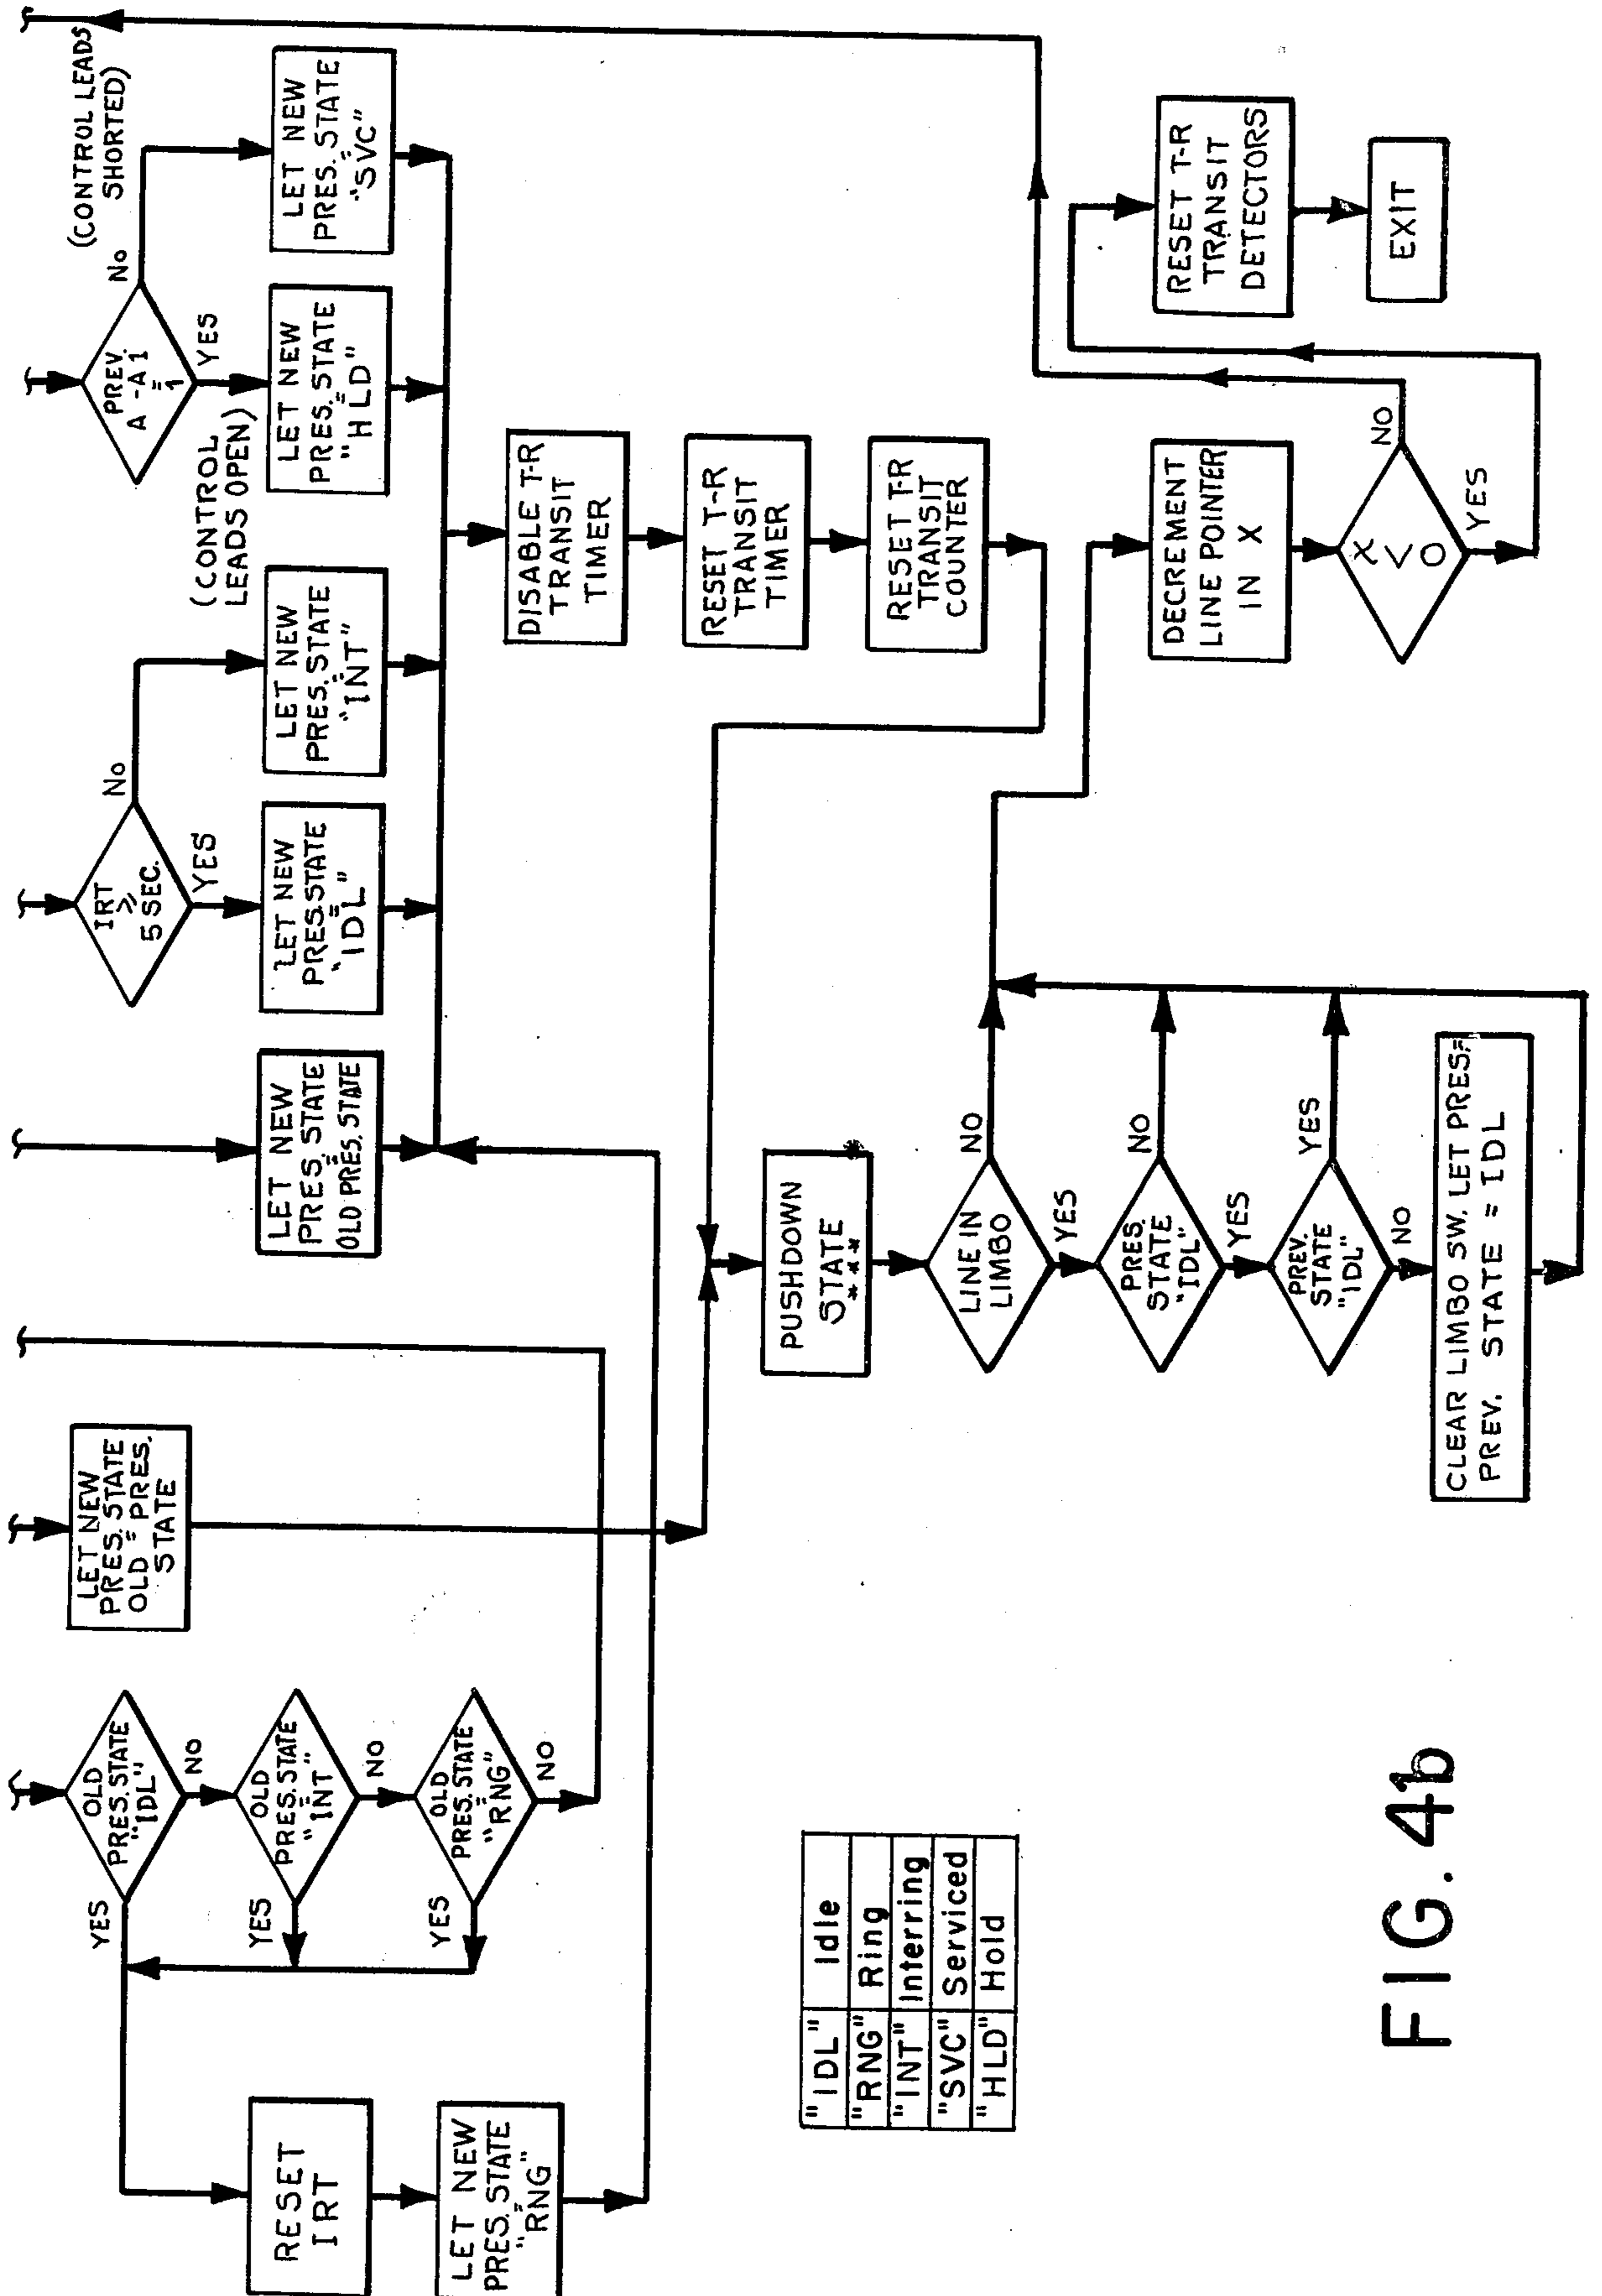 OLD
PRES. STATE
=
"IDL"
YES
NO
OLD
PRES. STATE
=
"INT"
YES
NO
OLD
PRES. STATE
=
"RNG"
YES
NO
RESET
IRT
LET NEW
PRES. STATE
=
"RNG"
LET NEW
PRES. STATE
OLD = PRES.
STATE
LET NEW
PRES. STATE
=
OLD PRES. STATE
IRT
≥
5 SEC.
NO
YES
LET NEW
PRES. STATE
=
"IDL"
LET NEW
PRES. STATE
=
"INT"
PREV.
A - A1
=
1
NO
YES
(CONTROL LEADS
SHORTED)
(CONTROL
LEADS OPEN)
LET NEW
PRES. STATE
=
"HLD"
LET NEW
PRES. STATE
=
"SVC"
DISABLE T-R
TRANSIT
TIMER
RESET T-R
TRANSIT
TIMER
RESET T-R
TRANSIT
COUNTER
PUSHDOWN
STATE
***
*
LINE IN
LIMBO
NO
YES
PRES.
STATE
=
"IDL"
NO
YES
PREV.
STATE
=
"IDL"
YES
NO
CLEAR LIMBO SW. LET PRES.=
PREV. STATE = IDL
DECREMENT
LINE POINTER
IN X
X
<
0
NO
YES
RESET T-R
TRANSIT
DETECTORS
EXIT
"IDL" Idle
"RNG" Ring
"INT" Interring
"SVC" Serviced
"HLD" Hold
FIG. 4b